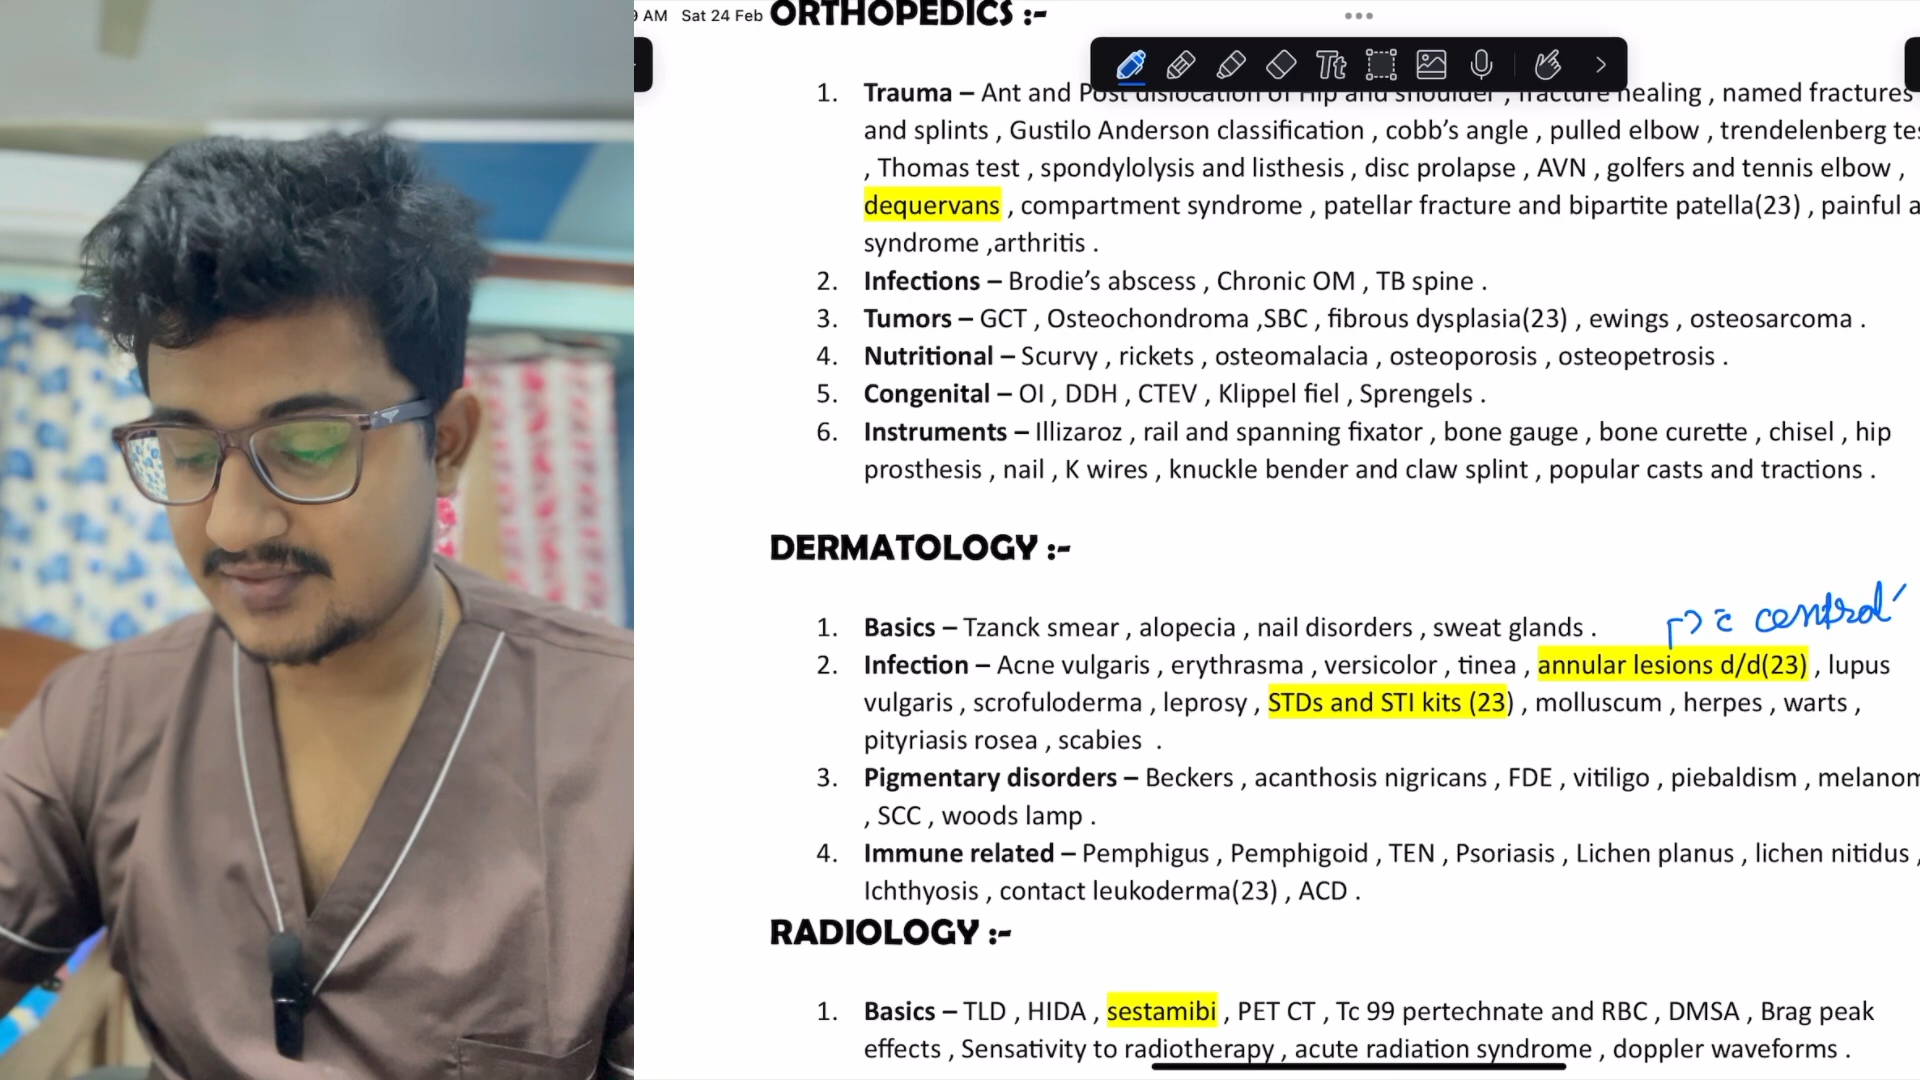 9 AM Sat 24 Feb
ORTHOPEDICS :-
Tt
1. Trauma – Ant and Post dislocation of Hip and shoulder , fracture healing , named fractures
and splints , Gustilo Anderson classification , cobb’s angle , pulled elbow , trendelenberg
, Thomas test , spondylolysis and listhesis , disc prolapse , AVN , golfers and tennis elbow ,
dequervans , compartment syndrome , patellar fracture and bipartite patella(23) , painful
syndrome ,arthritis .
2. Infections – Brodie’s abscess , Chronic OM , TB spine .
3. Tumors – GCT , Osteochondroma ,SBC , fibrous dysplasia(23) , ewings , osteosarcoma .
4. Nutritional – Scurvy , rickets , osteomalacia , osteoporosis , osteopetrosis .
5. Congenital – OI , DDH , CTEV , Klippel fiel , Sprengels .
6. Instruments – Illizaroz , rail and spanning fixator , bone gauge , bone curette , chisel , hip
prosthesis , nail , K wires , knuckle bender and claw splint , popular casts and tractions .
DERMATOLOGY :-
central
1. Basics – Tzanck smear , alopecia , nail disorders , sweat glands .
2. Infection – Acne vulgaris , erythrasma , versicolor , tinea , annular lesions d/d(23) , lupus
vulgaris , scrofuloderma , leprosy , STDs and STI kits (23) , molluscum , herpes , warts ,
pityriasis rosea , scabies .
3. Pigmentary disorders – Beckers , acanthosis nigricans , FDE , vitiligo , piebaldism , melanom
, SCC , woods lamp .
4. Immune related – Pemphigus , Pemphigoid , TEN , Psoriasis , Lichen planus , lichen nitidus ,
Ichthyosis , contact leukoderma(23) , ACD .
RADIOLOGY :-
1. Basics – TLD , HIDA , sestamibi , PET CT , Tc 99 pertechnate and RBC , DMSA , Brag peak
effects , Sensativity to radiotherapy , acute radiation syndrome , doppler waveforms .